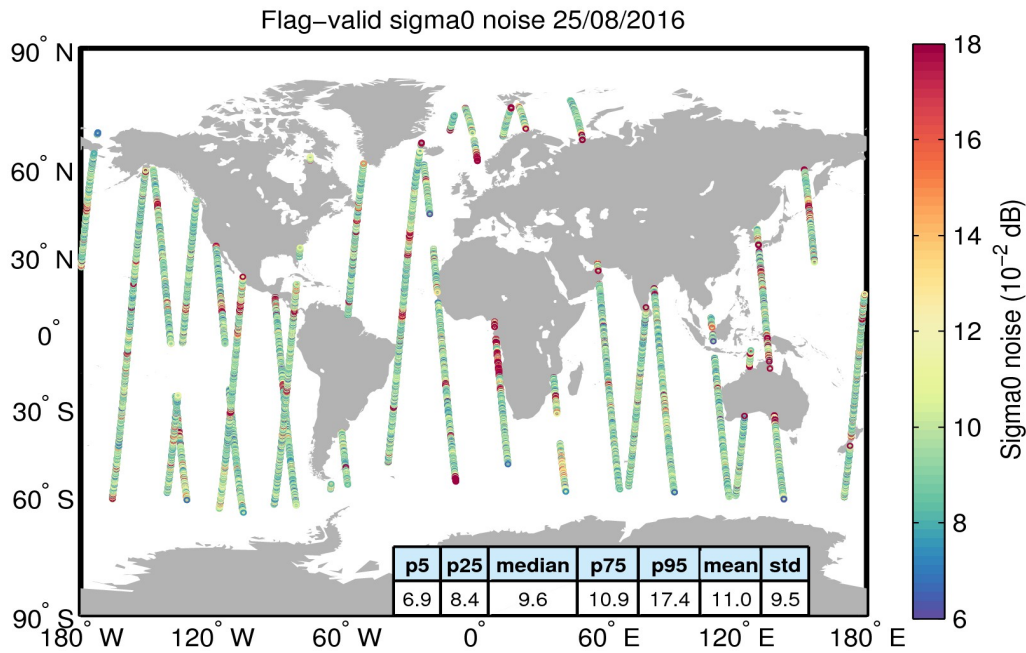 Flag−valid sigma0 noise 25/08/2016
90° N
60° N
30° N
0°
30° S
60° S
90° S
180° W
120° W
60° W
0°
60° E
120° E
180° E
p5 p25 median p75 p95 mean std
6.9 8.4 9.6 10.9 17.4 11.0 9.5
18
16
14
12
10
8
6
Sigma0 noise (10⁻² dB)